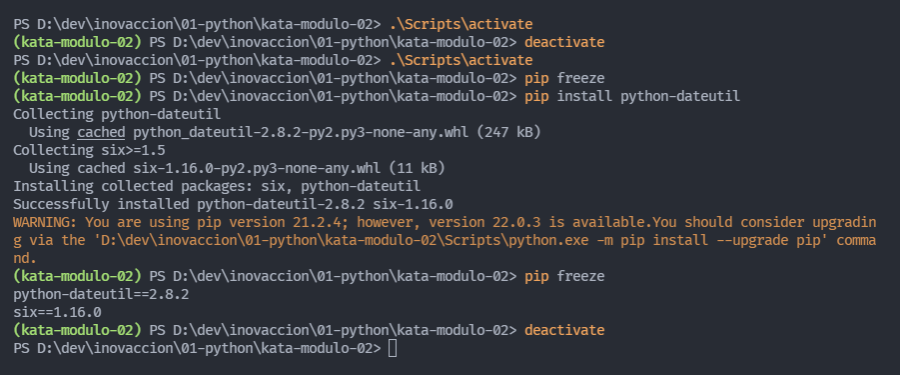 PS D:\dev\inovaccion\01-python\kata-modulo-02> .\Scripts\activate
(kata-modulo-02) PS D:\dev\inovaccion\01-python\kata-modulo-02> deactivate
PS D:\dev\inovaccion\01-python\kata-modulo-02> .\Scripts\activate
(kata-modulo-02) PS D:\dev\inovaccion\01-python\kata-modulo-02> pip freeze
(kata-modulo-02) PS D:\dev\inovaccion\01-python\kata-modulo-02> pip install python-dateutil
Collecting python-dateutil
  Using cached python_dateutil-2.8.2-py2.py3-none-any.whl (247 kB)
Collecting six>=1.5
  Using cached six-1.16.0-py2.py3-none-any.whl (11 kB)
Installing collected packages: six, python-dateutil
Successfully installed python-dateutil-2.8.2 six-1.16.0
WARNING: You are using pip version 21.2.4; however, version 22.0.3 is available.You should consider upgradin
g via the 'D:\dev\inovaccion\01-python\kata-modulo-02\Scripts\python.exe -m pip install --upgrade pip' comma
nd.
(kata-modulo-02) PS D:\dev\inovaccion\01-python\kata-modulo-02> pip freeze
python-dateutil==2.8.2
six==1.16.0
(kata-modulo-02) PS D:\dev\inovaccion\01-python\kata-modulo-02> deactivate
PS D:\dev\inovaccion\01-python\kata-modulo-02>